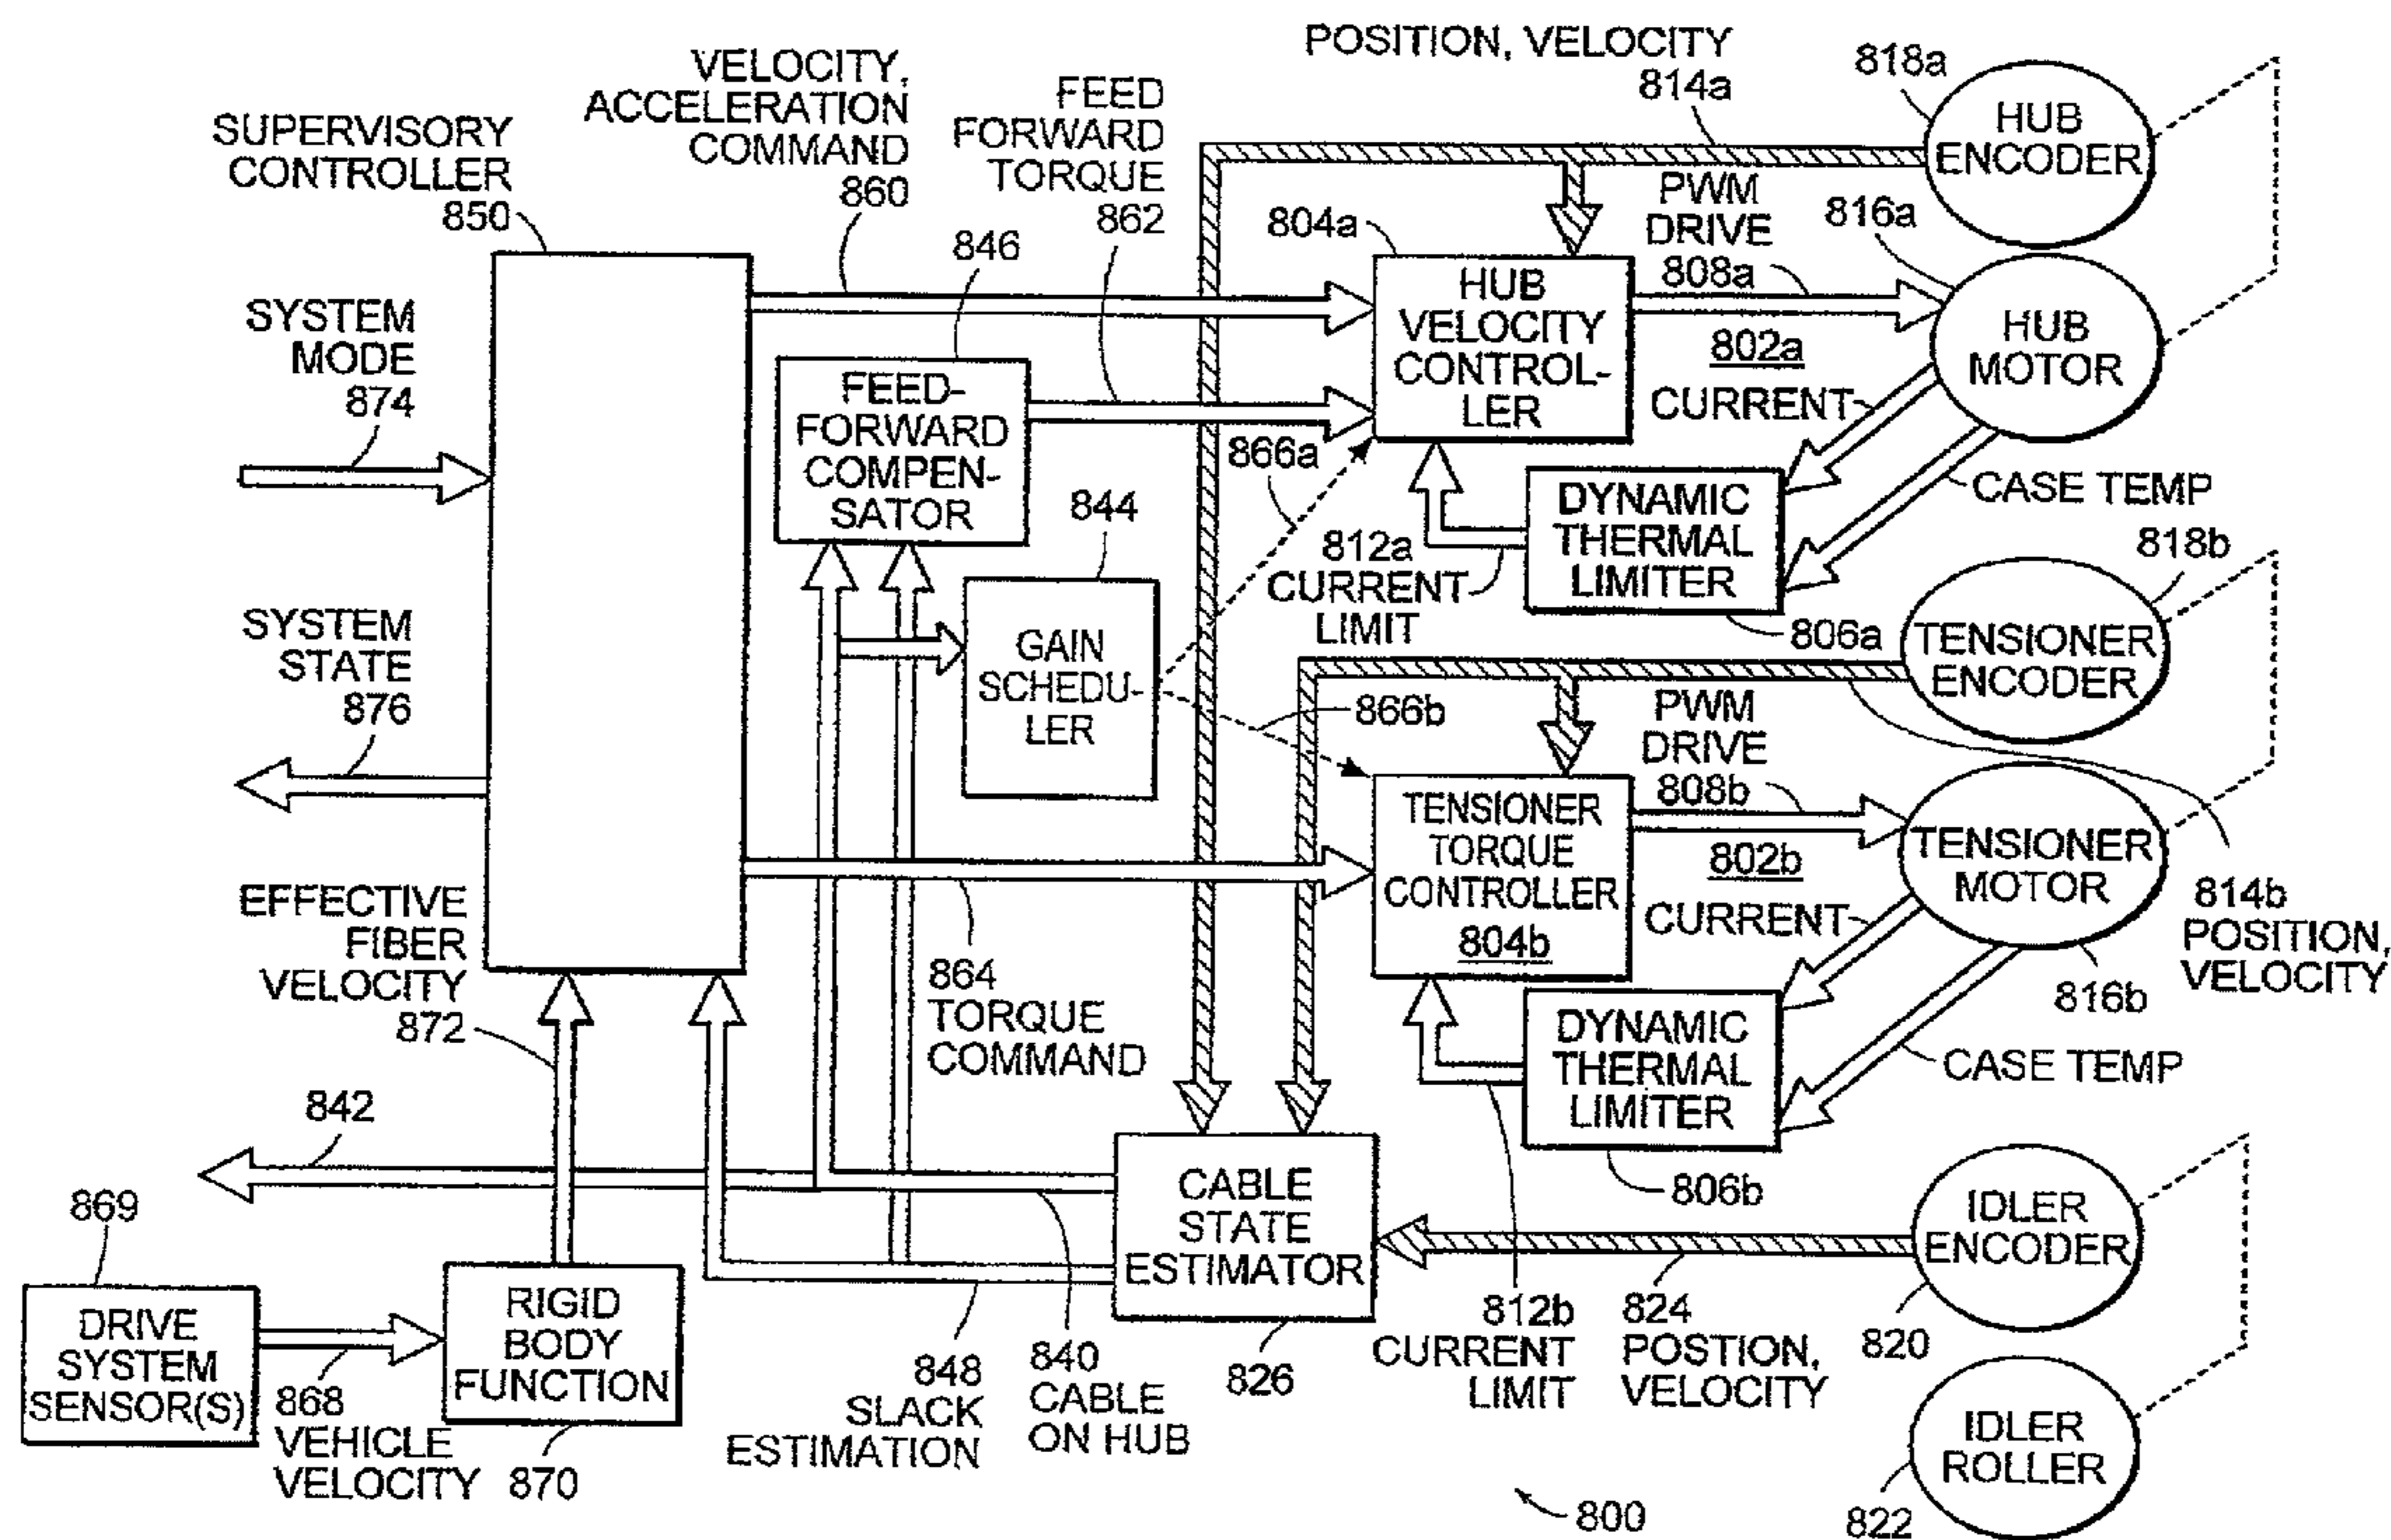 POSITION, VELOCITY
814a
818a
HUB
ENCODER
VELOCITY,
ACCELERATION
COMMAND
860
FEED
FORWARD
TORQUE
862
SUPERVISORY
CONTROLLER
850
846
804a
PWM
DRIVE
808a
816a
HUB
VELOCITY
CONTROL-
LER
802a
HUB
MOTOR
SYSTEM
MODE
874
FEED-
FORWARD
COMPEN-
SATOR
866a
CURRENT
CASE TEMP
844
812a
CURRENT
LIMIT
DYNAMIC
THERMAL
LIMITER
806a
818b
TENSIONER
ENCODER
SYSTEM
STATE
876
GAIN
SCHEDU-
LER
866b
PWM
DRIVE
808b
TENSIONER
TORQUE
CONTROLLER
804b
802b
TENSIONER
MOTOR
814b
POSITION,
VELOCITY
816b
CURRENT
CASE TEMP
EFFECTIVE
FIBER
VELOCITY
872
864
TORQUE
COMMAND
DYNAMIC
THERMAL
LIMITER
806b
842
869
DRIVE
SYSTEM
SENSOR(S)
868
VEHICLE
VELOCITY
RIGID
BODY
FUNCTION
870
848
SLACK
ESTIMATION
840
CABLE
ON HUB
CABLE
STATE
ESTIMATOR
826
812b
CURRENT
LIMIT
824
POSTION,
VELOCITY
IDLER
ENCODER
820
IDLER
ROLLER
822
800